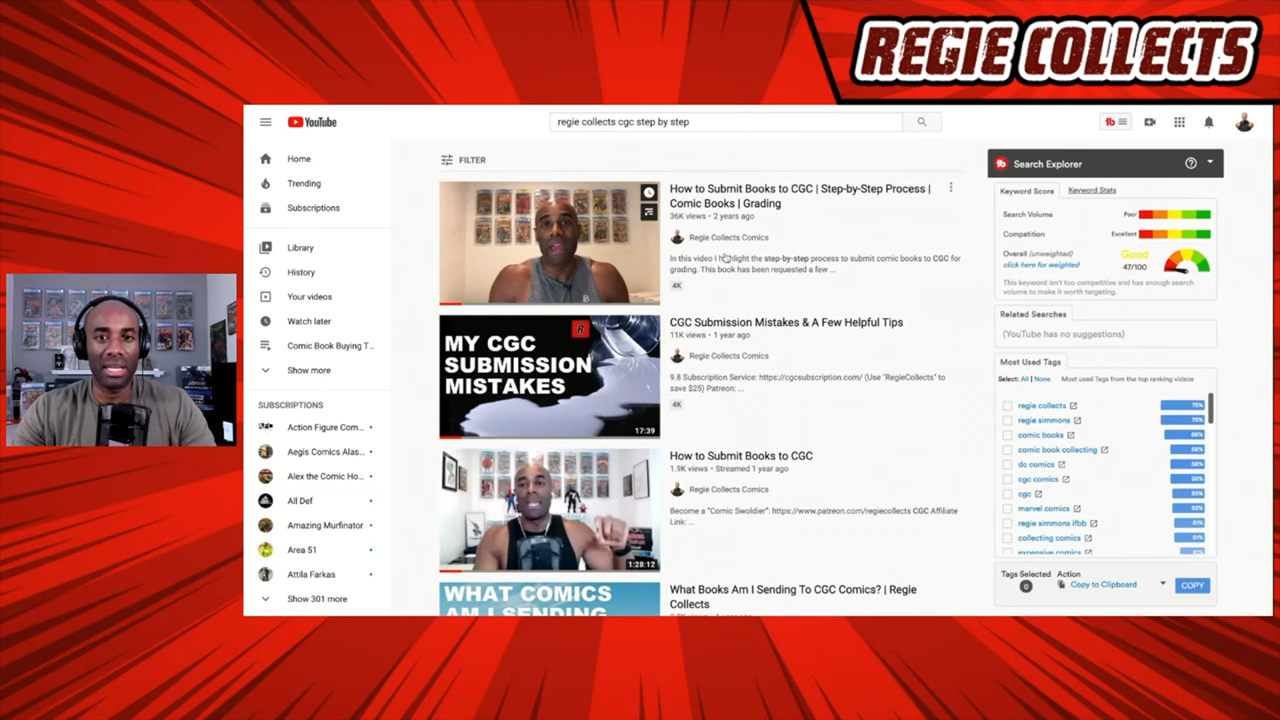 REGIE COLLECTS
YouTube
regie collects cgc step by step
Home
Trending
Subscriptions
Library
History
Your videos
Watch later
Comic Book Buying T...
Show more
SUBSCRIPTIONS
Action Figure Com...
Aegis Comics Alas...
Alex the Comic Ho...
All Def
Amazing Murfinator
Area 51
Attila Farkas
Show 301 more
FILTER
How to Submit Books to CGC | Step-by-Step Process |
Comic Books | Grading
36K views • 2 years ago
Regie Collects Comics
In this video I highlight the step-by-step process to submit comic books to CGC for
grading. This book has been requested a few ...
4K
MY CGC
SUBMISSION
MISTAKES
R
17:39
CGC Submission Mistakes & A Few Helpful Tips
11K views • 1 year ago
Regie Collects Comics
9.8 Subscription Service: https://cgcsubscription.com/ (Use "RegieCollects" to
save $25) Patreon: ...
4K
1:28:12
How to Submit Books to CGC
1.9K views • Streamed 1 year ago
Regie Collects Comics
Become a "Comic Swoldier": https://www.patreon.com/regiecollects CGC Affiliate
Link: ...
WHAT COMICS
AM I SENDING
What Books Am I Sending To CGC Comics? | Regie
Collects
tb
Search Explorer
Keyword Score
Keyword Stats
Search Volume
Poor
Competition
Excellent
Overall (unweighted)
click here for weighted
Good
47/100
This keyword isn't too competitive and has enough search
volume to make it worth targeting.
Related Searches
(YouTube has no suggestions)
Most Used Tags
Select: All | None
Most used Tags from the top ranking videos
regie collects
75%
regie simmons
75%
comic books
comic book collecting
dc comics
cgc comics
cgc
marvel comics
regie simmons ifbb
collecting comics
expensive comics
Tags Selected
0
Action
Copy to Clipboard
COPY